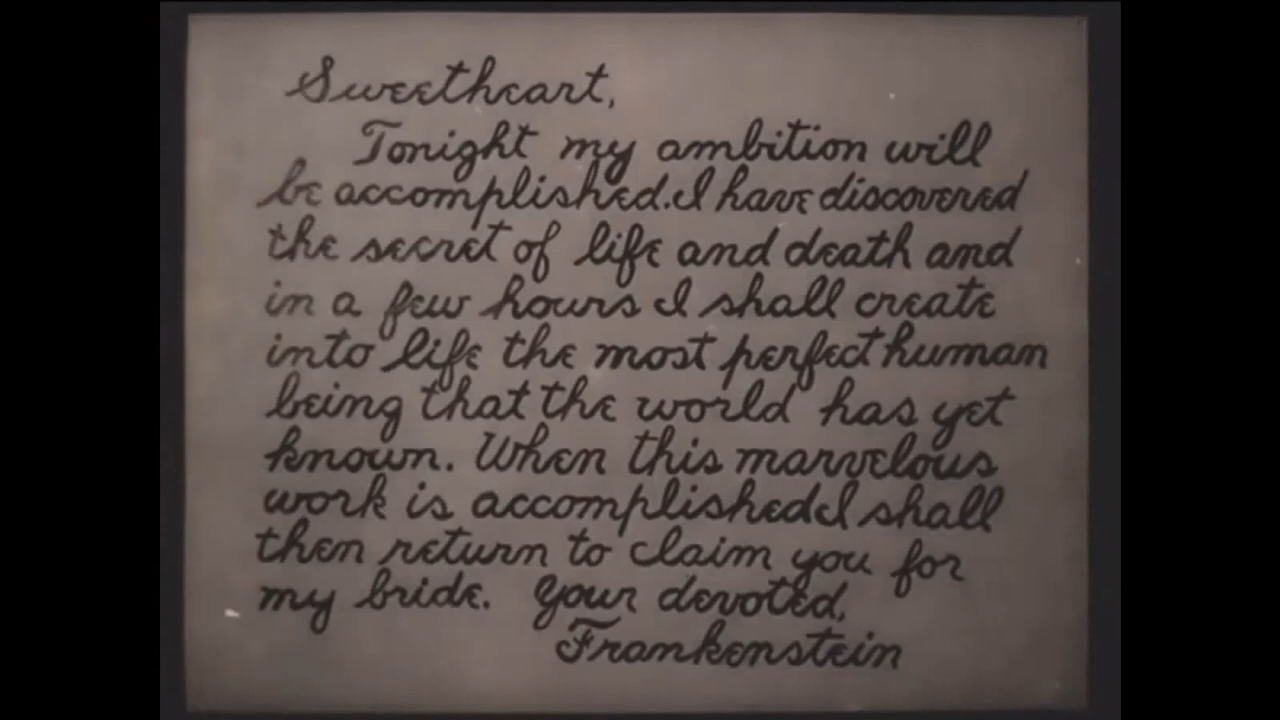 Sweetheart,
Tonight my ambition will
be accomplished. I have discovered
the secret of life and death and
in a few hours I shall create
into life the most perfect human
being that the world has yet
known. When this marvelous
work is accomplished I shall
then return to claim you for
my bride. Your devoted,
Frankenstein